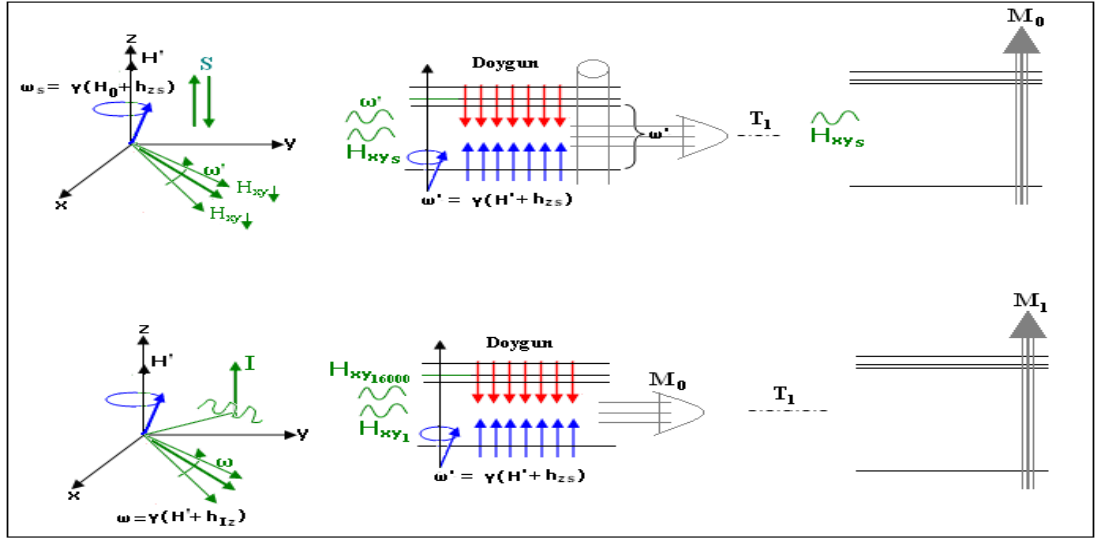 Z
H'
S
ωs = γ(H0+hzs)
Y
X
ω'
Hxy↓
Hxy↓
Doygun
ω'
Hxys
ω'
ω' = γ(H'+hzs)
T1
Hxys
M0
Z
H'
I
Y
X
ω
ω=γ(H'+hIz)
Doygun
Hxy16000
Hxy1
M0
ω' = γ(H'+hzs)
T1
M1